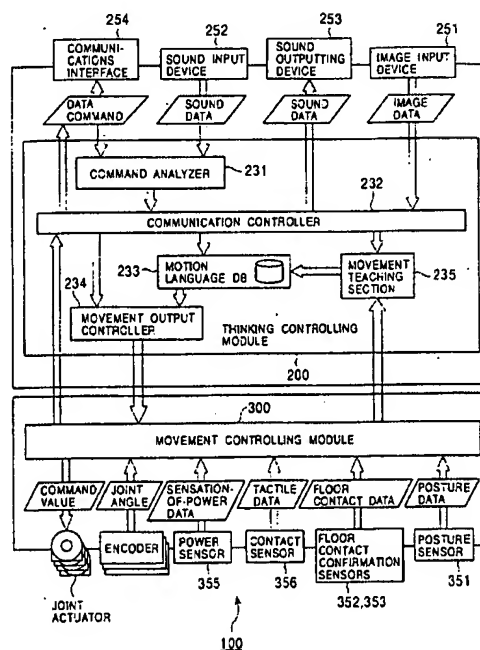 254 252 253 251
COMMUNI-
CATIONS
INTERFACE
SOUND INPUT
DEVICE
SOUND
OUTPUTTING
DEVICE
IMAGE INPUT
DEVICE
DATA
COMMAND
SOUND
DATA
SOUND
DATA
IMAGE
DATA
COMMAND ANALYZER
231
232
COMMUNICATION CONTROLLER
233
MOTION
LANGUAGE DB
MOVEMENT
TEACHING
SECTION
235
234
MOVEMENT OUTPUT
CONTROLLER
THINKING CONTROLLING
MODULE
200
300
MOVEMENT CONTROLLING MODULE
COMMAND
VALUE
JOINT
ANGLE
SENSATION-
OF-POWER
DATA
TACTILE
DATA
FLOOR
CONTACT DATA
POSTURE
DATA
ENCODER
POWER
SENSOR
CONTACT
SENSOR
FLOOR
CONTACT
CONFIRMATION
SENSORS
POSTURE
SENSOR
JOINT
ACTUATOR
355
356
352,353
351
100